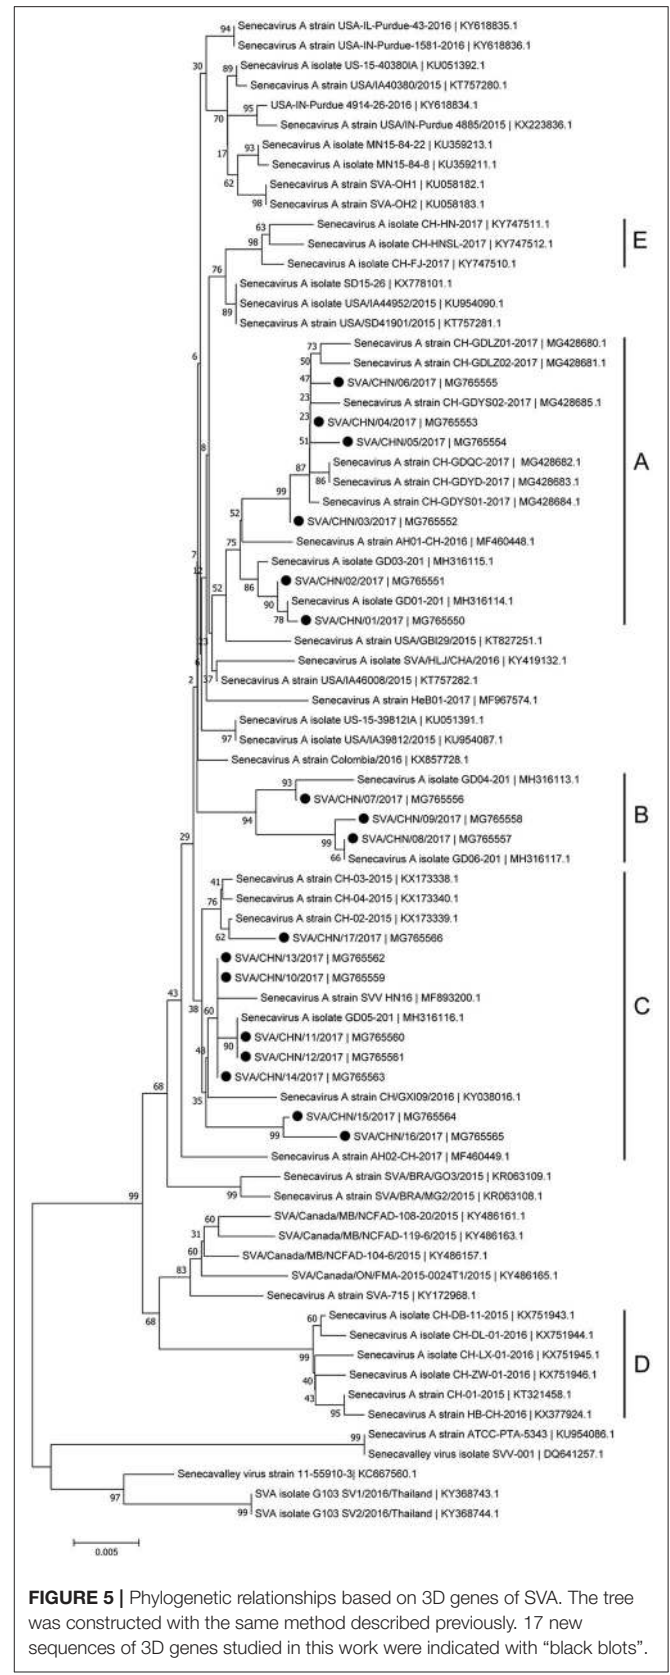 94
Senecavirus A strain USA-IL-Purdue-43-2016 | KY618835.1
Senecavirus A strain USA-IN-Purdue-1581-2016 | KY618836.1
30
89
Senecavirus A isolate US-15-40380IA | KU051392.1
Senecavirus A strain USA/IA40380/2015 | KT757280.1
70
95
USA-IN-Purdue 4914-26-2016 | KY618834.1
Senecavirus A strain USA/IN-Purdue 4885/2015 | KX223836.1
17
93
Senecavirus A isolate MN15-84-22 | KU359213.1
Senecavirus A isolate MN15-84-8 | KU359211.1
62
Senecavirus A strain SVA-OH1 | KU058182.1
98
Senecavirus A strain SVA-OH2 | KU058183.1
63
Senecavirus A isolate CH-HN-2017 | KY747511.1
98
Senecavirus A isolate CH-HNSL-2017 | KY747512.1
E
Senecavirus A isolate CH-FJ-2017 | KY747510.1
76
Senecavirus A isolate SD15-26 | KX778101.1
Senecavirus A isolate USA/IA44952/2015 | KU954090.1
89
Senecavirus A strain USA/SD41901/2015 | KT757281.1
73
Senecavirus A strain CH-GDLZ01-2017 | MG428680.1
50
Senecavirus A strain CH-GDLZ02-2017 | MG428681.1
6
47
SVA/CHN/06/2017 | MG765555
23
Senecavirus A strain CH-GDYS02-2017 | MG428685.1
23
SVA/CHN/04/2017 | MG765553
51
SVA/CHN/05/2017 | MG765554
8
87
Senecavirus A strain CH-GDQC-2017 | MG428682.1
A
86
Senecavirus A strain CH-GDYD-2017 | MG428683.1
99
Senecavirus A strain CH-GDYS01-2017 | MG428684.1
52
SVA/CHN/03/2017 | MG765552
75
Senecavirus A strain AH01-CH-2016 | MF460448.1
7
Senecavirus A isolate GD03-201 | MH316115.1
12
86
SVA/CHN/02/2017 | MG765551
52
90
Senecavirus A isolate GD01-201 | MH316114.1
78
SVA/CHN/01/2017 | MG765550
23
Senecavirus A strain USA/GBI29/2015 | KT827251.1
6
Senecavirus A isolate SVA/HLJ/CHA/2016 | KY419132.1
2
37
Senecavirus A strain USA/IA46008/2015 | KT757282.1
Senecavirus A strain HeB01-2017 | MF967574.1
Senecavirus A isolate US-15-39812IA | KU051391.1
97
Senecavirus A isolate USA/IA39812/2015 | KU954087.1
Senecavirus A strain Colombia/2016 | KX857728.1
93
Senecavirus A isolate GD04-201 | MH316113.1
SVA/CHN/07/2017 | MG765556
94
SVA/CHN/09/2017 | MG765558
B
29
99
SVA/CHN/08/2017 | MG765557
66
Senecavirus A isolate GD06-201 | MH316117.1
41
Senecavirus A strain CH-03-2015 | KX173338.1
76
Senecavirus A strain CH-04-2015 | KX173340.1
Senecavirus A strain CH-02-2015 | KX173339.1
62
SVA/CHN/17/2017 | MG765566
SVA/CHN/13/2017 | MG765562
SVA/CHN/10/2017 | MG765559
43
38
60
Senecavirus A strain SVV HN16 | MF893200.1
C
Senecavirus A isolate GD05-201 | MH316116.1
90
SVA/CHN/11/2017 | MG765560
43
SVA/CHN/12/2017 | MG765561
SVA/CHN/14/2017 | MG765563
68
35
Senecavirus A strain CH/GXI09/2016 | KY038016.1
SVA/CHN/15/2017 | MG765564
99
SVA/CHN/16/2017 | MG765565
Senecavirus A strain AH02-CH-2017 | MF460449.1
Senecavirus A strain SVA/BRA/GO3/2015 | KR063109.1
99
99
Senecavirus A strain SVA/BRA/MG2/2015 | KR063108.1
60
SVA/Canada/MB/NCFAD-108-20/2015 | KY486161.1
31
SVA/Canada/MB/NCFAD-119-6/2015 | KY486163.1
60
SVA/Canada/MB/NCFAD-104-6/2015 | KY486157.1
83
SVA/Canada/ON/FMA-2015-0024T1/2015 | KY486165.1
Senecavirus A strain SVA-715 | KY172968.1
68
60
Senecavirus A isolate CH-DB-11-2015 | KX751943.1
Senecavirus A isolate CH-DL-01-2016 | KX751944.1
99
Senecavirus A isolate CH-LX-01-2016 | KX751945.1
D
40
Senecavirus A isolate CH-ZW-01-2016 | KX751946.1
43
Senecavirus A strain CH-01-2015 | KT321458.1
95
Senecavirus A strain HB-CH-2016 | KX377924.1
99
Senecavirus A strain ATCC-PTA-5343 | KU954086.1
Senecavalley virus isolate SVV-001 | DQ641257.1
Senecavalley virus strain 11-55910-3| KC667560.1
97
SVA isolate G103 SV1/2016/Thailand | KY368743.1
99
SVA isolate G103 SV2/2016/Thailand | KY368744.1
0.005
FIGURE 5 | Phylogenetic relationships based on 3D genes of SVA. The tree
was constructed with the same method described previously. 17 new
sequences of 3D genes studied in this work were indicated with “black blots”.